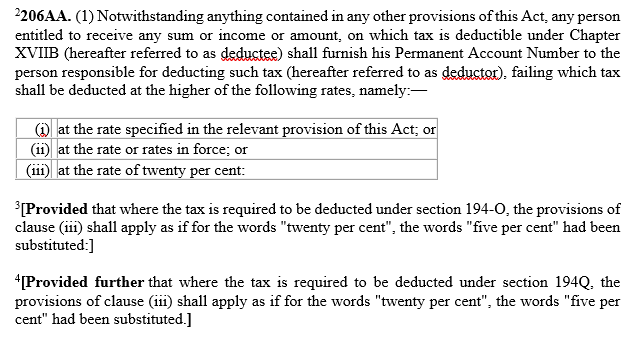 ²206AA. (1) Notwithstanding anything contained in any other provisions of this Act, any person
entitled to receive any sum or income or amount, on which tax is deductible under Chapter
XVIIB (hereafter referred to as deductee) shall furnish his Permanent Account Number to the
person responsible for deducting such tax (hereafter referred to as deductor), failing which tax
shall be deducted at the higher of the following rates, namely:—
(i) at the rate specified in the relevant provision of this Act; or
(ii) at the rate or rates in force; or
(iii) at the rate of twenty per cent:
³[Provided that where the tax is required to be deducted under section 194-O, the provisions of
clause (iii) shall apply as if for the words "twenty per cent", the words "five per cent" had been
substituted:]
⁴[Provided further that where the tax is required to be deducted under section 194Q, the
provisions of clause (iii) shall apply as if for the words "twenty per cent", the words "five per
cent" had been substituted.]